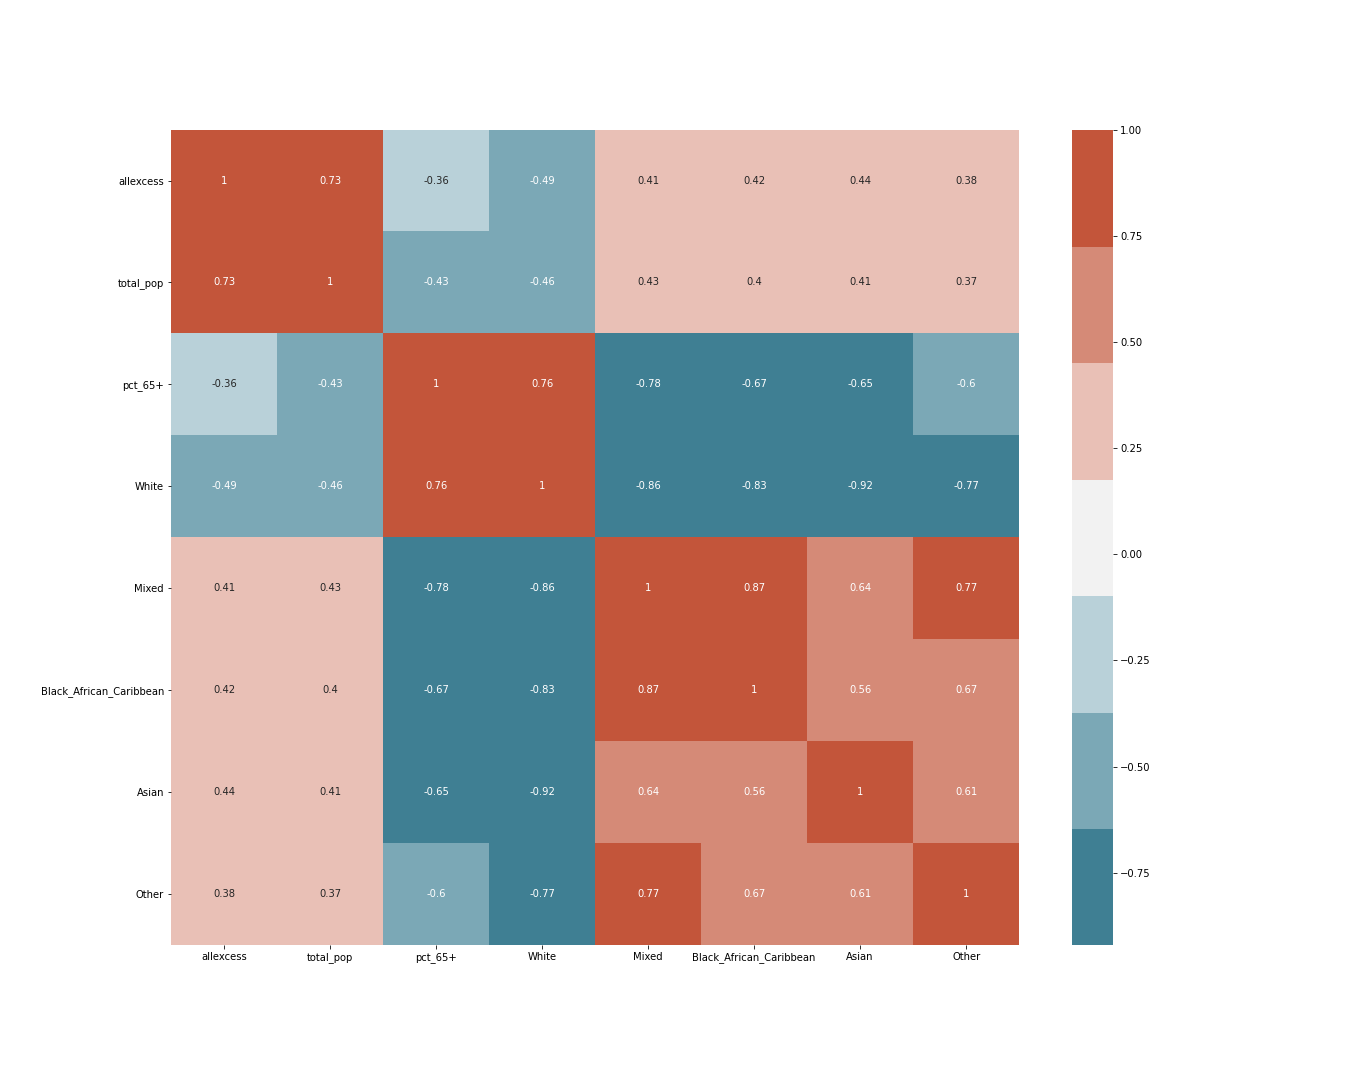 1.00
allexcess 1 0.73 -0.36 -0.49 0.41 0.42 0.44 0.38
0.75
total_pop 0.73 1 -0.43 -0.46 0.43 0.4 0.41 0.37
0.50
pct_65+ -0.36 -0.43 1 0.76 -0.78 -0.67 -0.65 -0.6
0.25
White -0.49 -0.46 0.76 1 -0.86 -0.83 -0.92 -0.77
0.00
Mixed 0.41 0.43 -0.78 -0.86 1 0.87 0.64 0.77
−0.25
Black_African_Caribbean 0.42 0.4 -0.67 -0.83 0.87 1 0.56 0.67
−0.50
Asian 0.44 0.41 -0.65 -0.92 0.64 0.56 1 0.61
−0.75
Other 0.38 0.37 -0.6 -0.77 0.77 0.67 0.61 1
allexcess total_pop pct_65+ White Mixed Black_African_Caribbean Asian Other